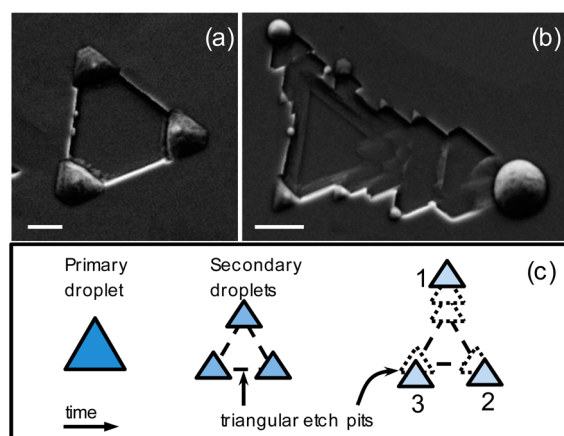 (a)
(b)
(c)
Primary
droplet
Secondary
droplets
1
3
2
time
triangular etch pits